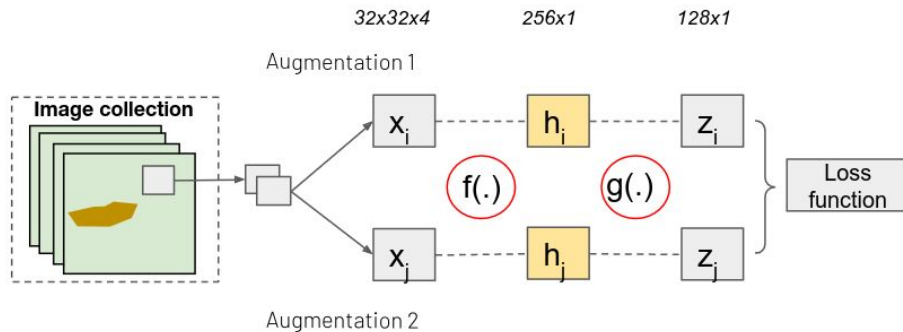 32x32x4 256x1 128x1
Augmentation 1
Image collection
x_i h_i z_i
f(.) g(.)
Loss
function
x_j h_j z_j
Augmentation 2